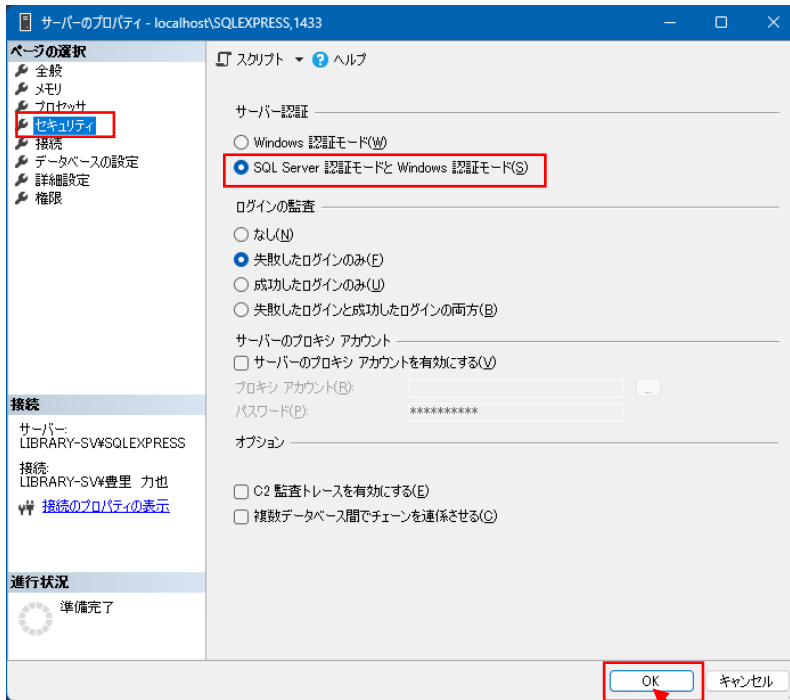 サーバーのプロパティ - localhost\SQLEXPRESS,1433
ページの選択
全般
メモリ
プロセッサ
セキュリティ
接続
データベースの設定
詳細設定
権限
スクリプト ヘルプ
サーバー認証
Windows 認証モード(W)
SQL Server 認証モードと Windows 認証モード(S)
ログインの監査
なし(N)
失敗したログインのみ(F)
成功したログインのみ(U)
失敗したログインと成功したログインの両方(B)
サーバーのプロキシ アカウント
サーバーのプロキシ アカウントを有効にする(V)
プロキシ アカウント(R):
...
パスワード(P): **********
オプション
C2 監査トレースを有効にする(E)
複数データベース間でチェーンを連係させる(C)
接続
サーバー:
LIBRARY-SV¥SQLEXPRESS
接続:
LIBRARY-SV¥豊里 力也
接続のプロパティの表示
進行状況
準備完了
OK キャンセル